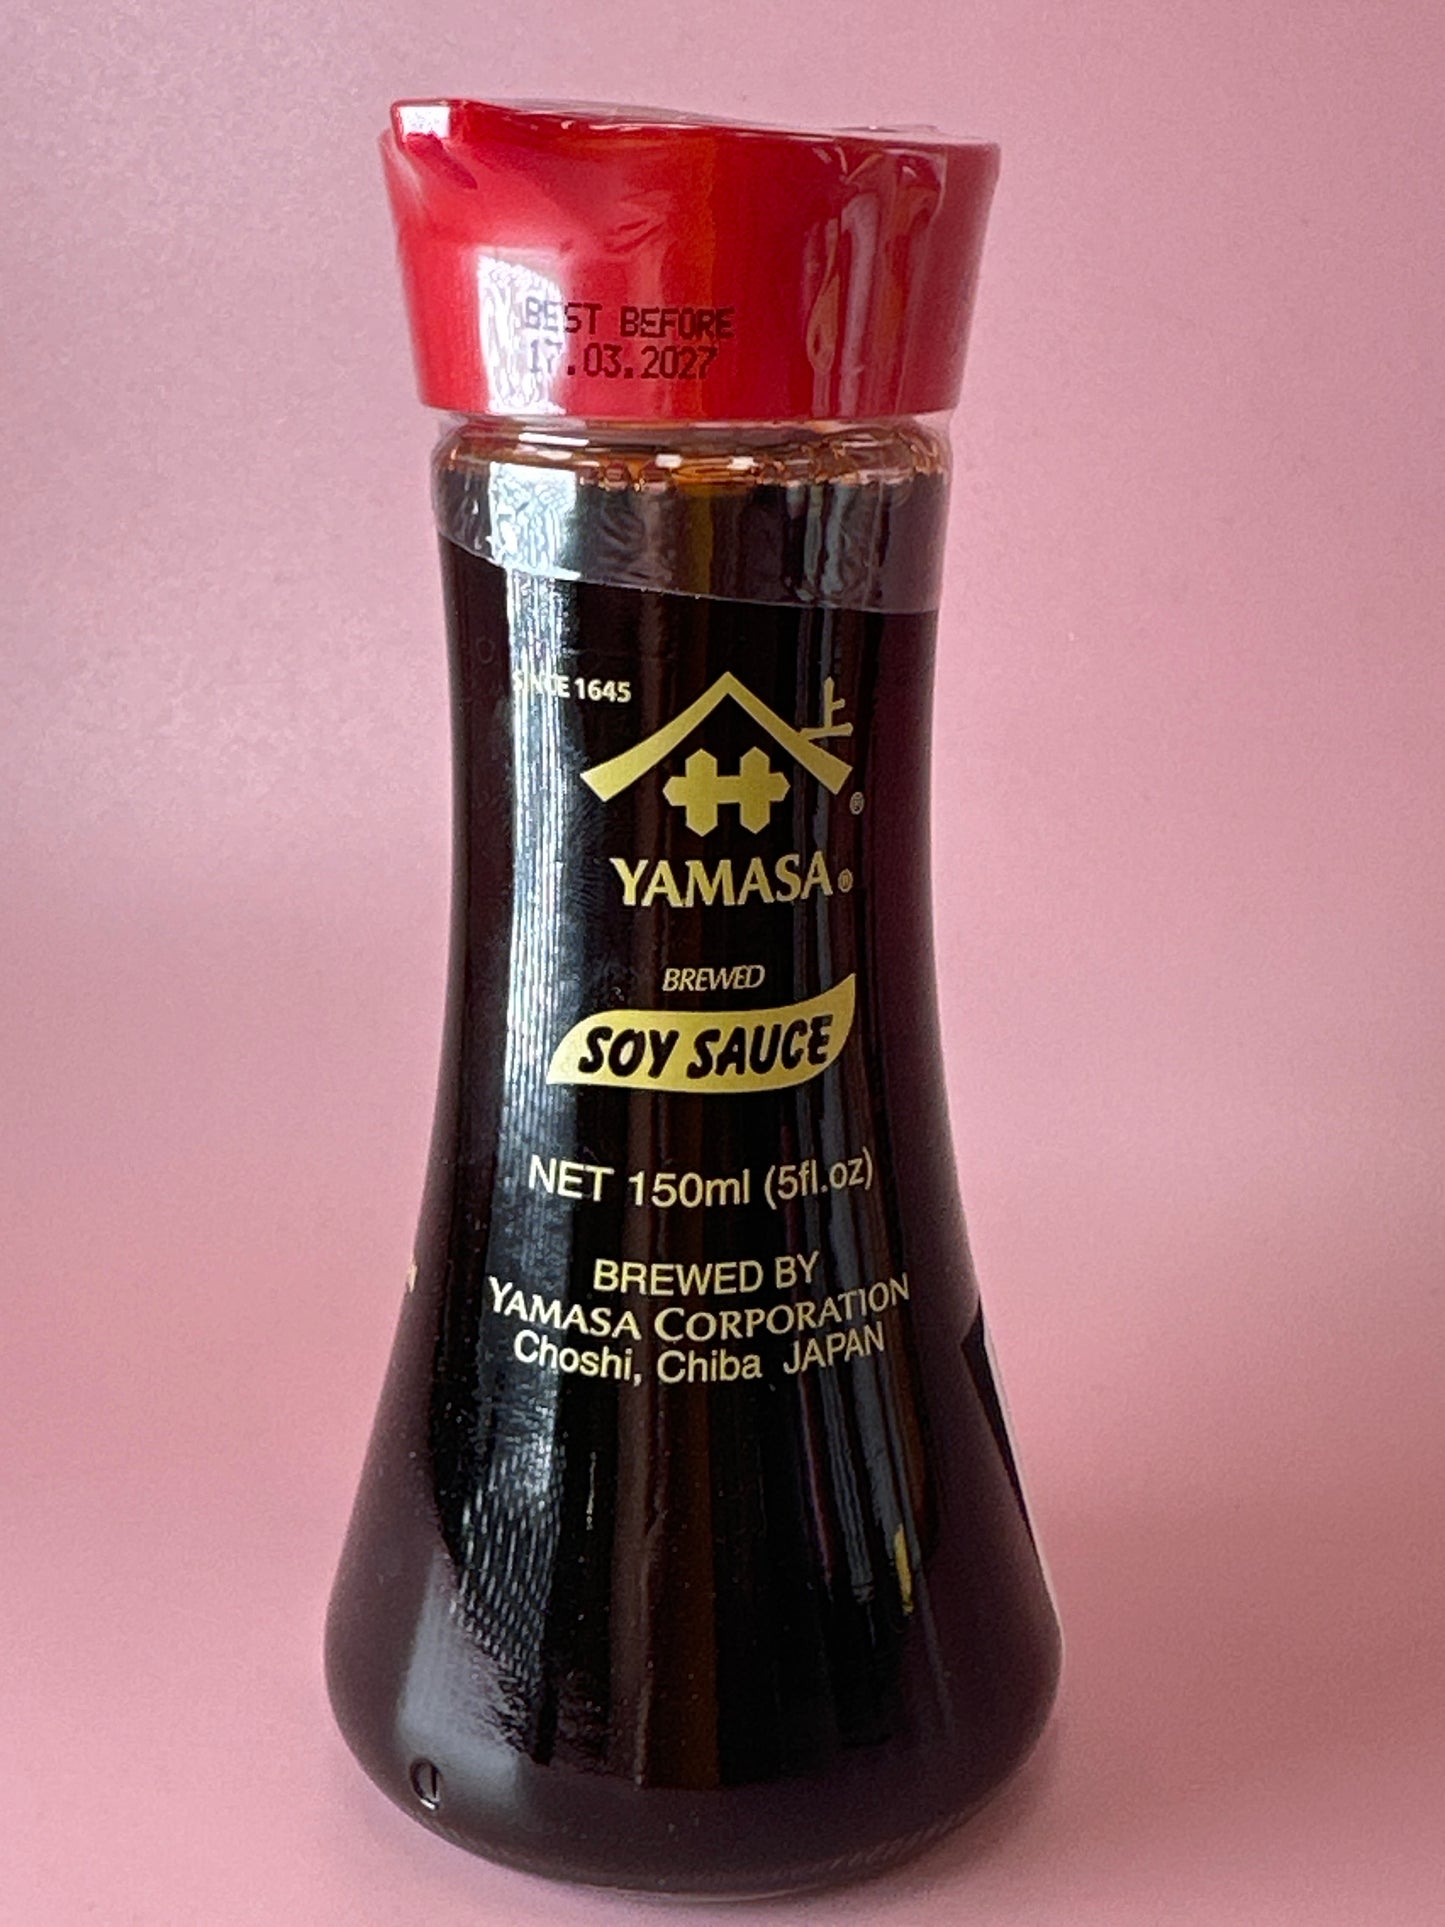 BEST BEFORE
17.03.2027
SINCE 1645
上
®
YAMASA®
BREWED
SOY SAUCE
NET 150ml (5fl.oz)
BREWED BY
YAMASA CORPORATION
Choshi, Chiba JAPAN